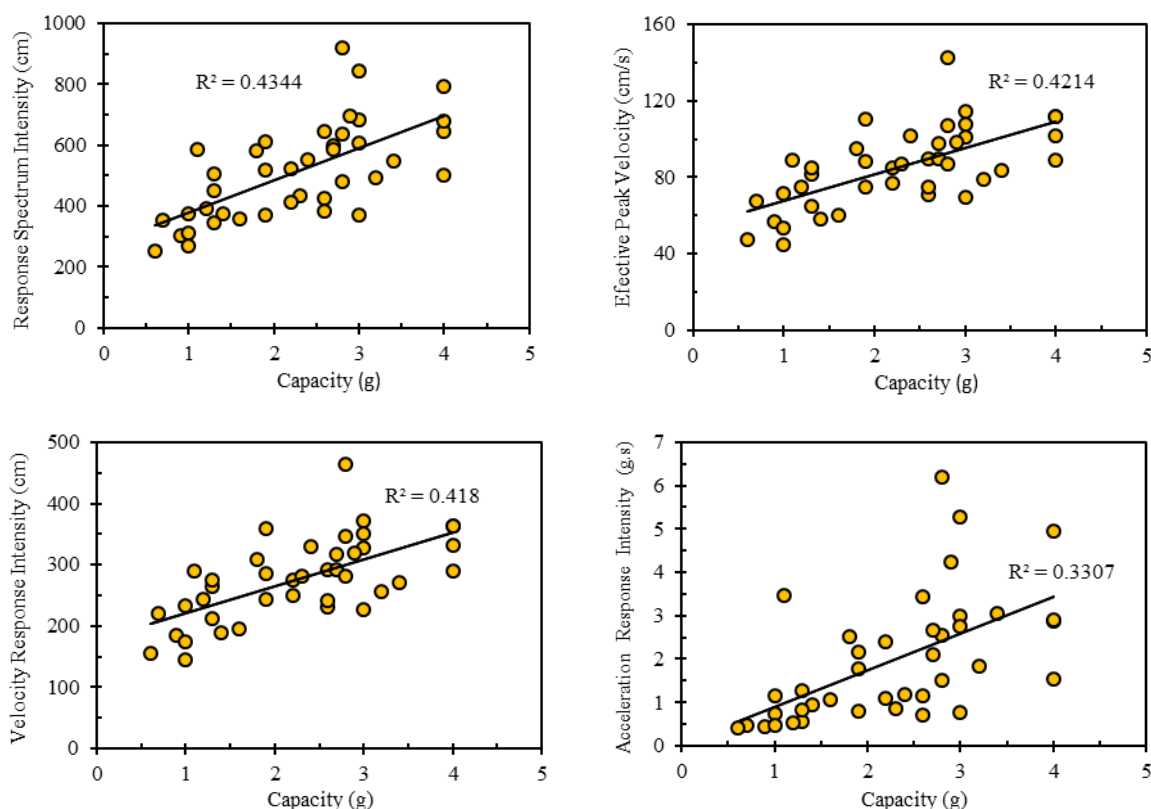 Response Spectrum Intensity (cm)
1000
800
600
400
200
0
R² = 0.4344
0 1 2 3 4 5
Capacity (g)
Efective Peak Velocity (cm/s)
160
120
80
40
0
R² = 0.4214
0 1 2 3 4 5
Capacity (g)
Velocity Response Intensity (cm)
500
400
300
200
100
0
R² = 0.418
0 1 2 3 4 5
Capacity (g)
Acceleration Response Intensity (g.s)
7
6
5
4
3
2
1
0
R² = 0.3307
0 1 2 3 4 5
Capacity (g)